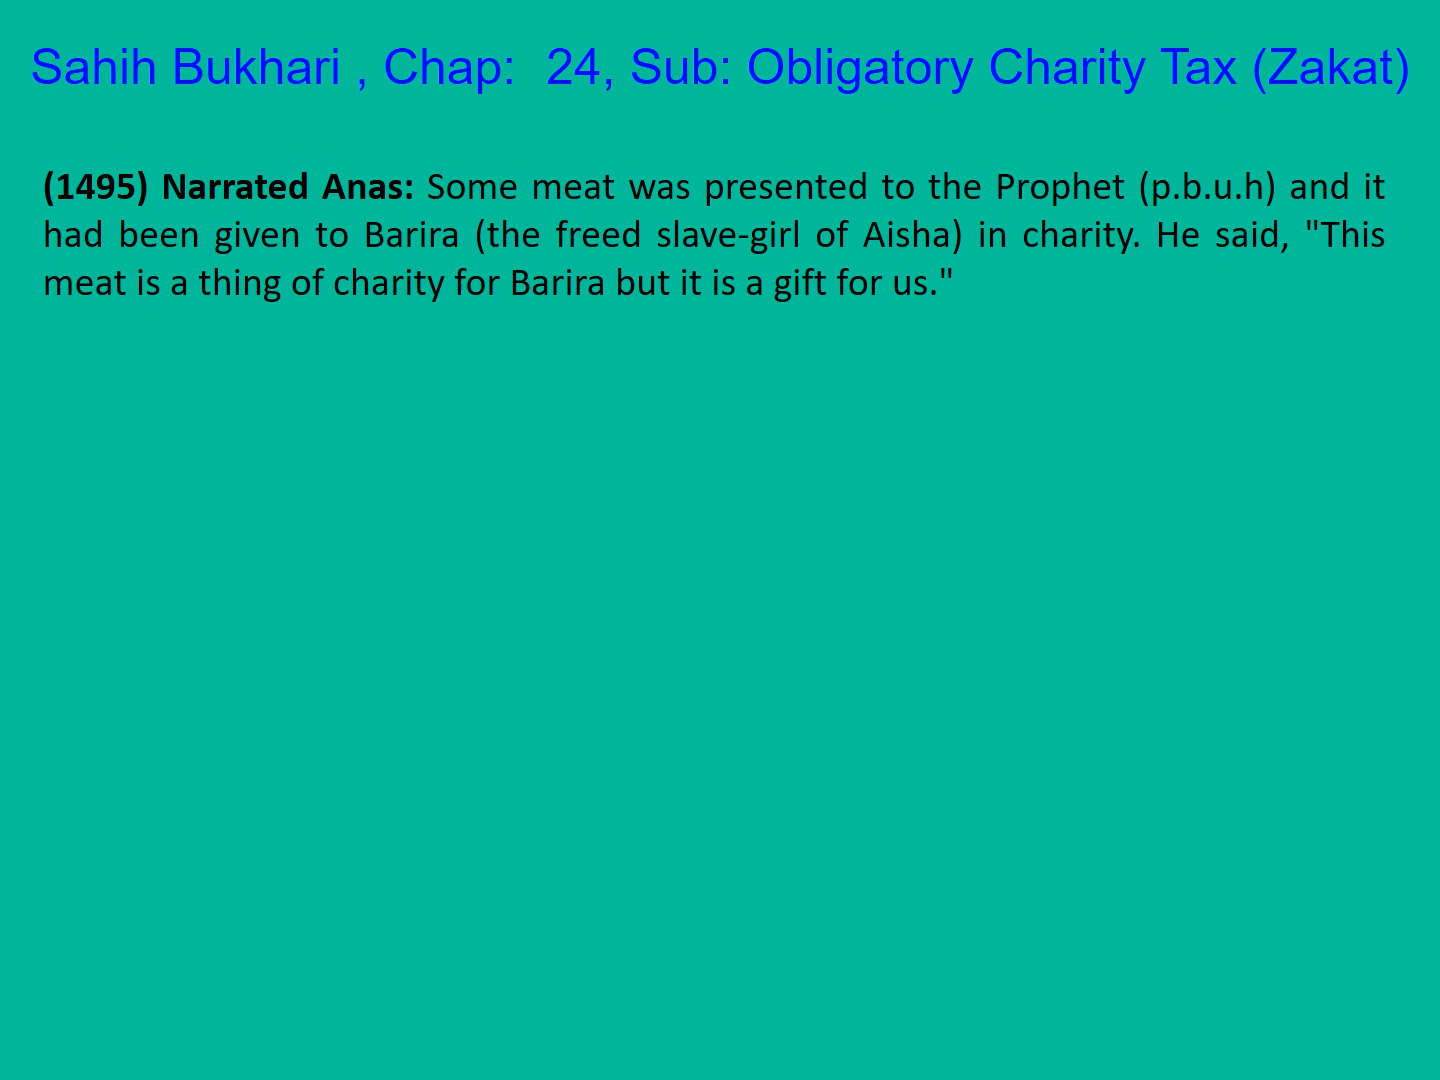 Sahih Bukhari , Chap:  24, Sub: Obligatory Charity Tax (Zakat)
(1495) Narrated Anas: Some meat was presented to the Prophet (p.b.u.h) and it
had been given to Barira (the freed slave-girl of Aisha) in charity. He said, "This
meat is a thing of charity for Barira but it is a gift for us."